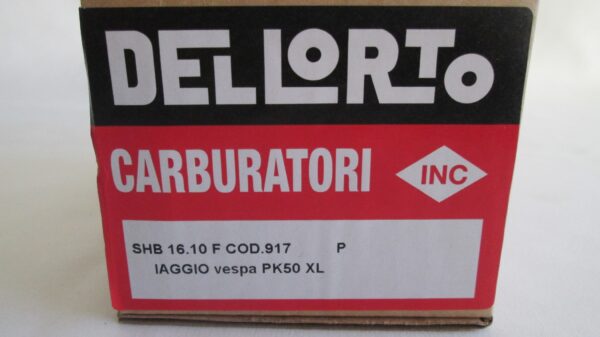 DELLORTO
CARBURATORI INC
SHB 16.10 F COD.917 P
IAGGIO vespa PK50 XL